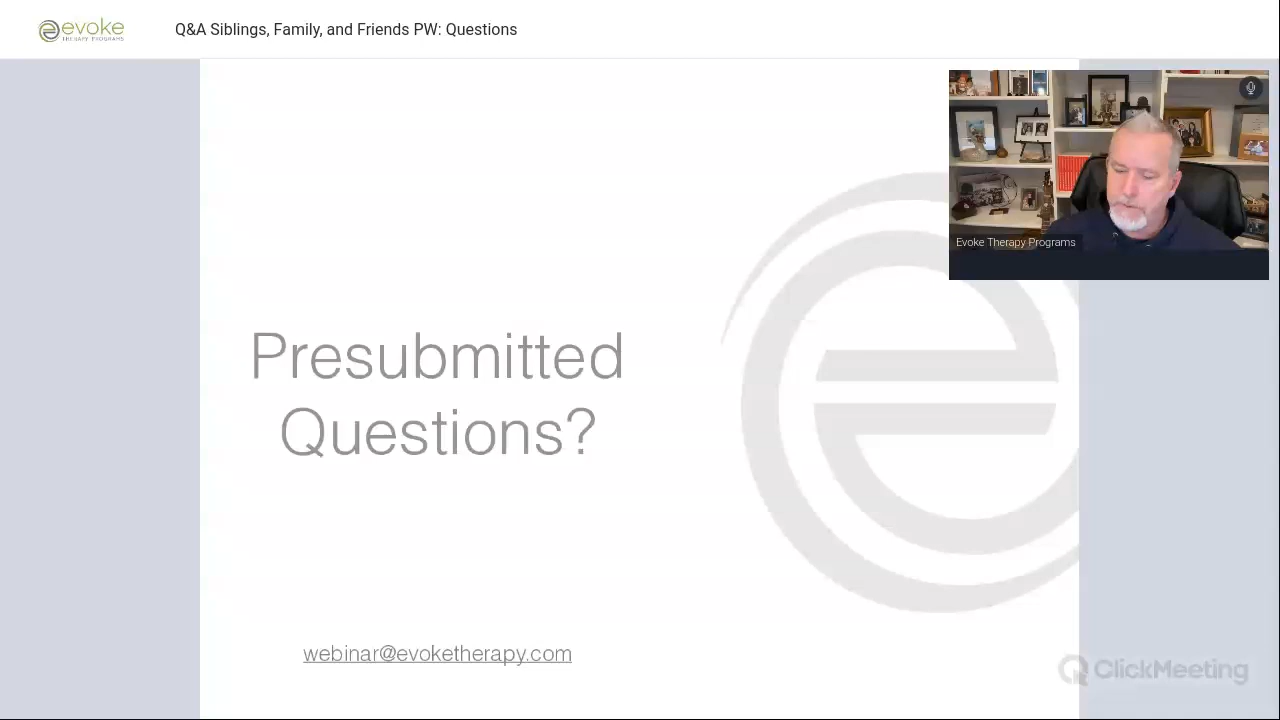 evoke
THERAPY PROGRAMS
Q&A Siblings, Family, and Friends PW: Questions
Evoke Therapy Programs
Presubmitted
Questions?
webinar@evoketherapy.com
ClickMeeting